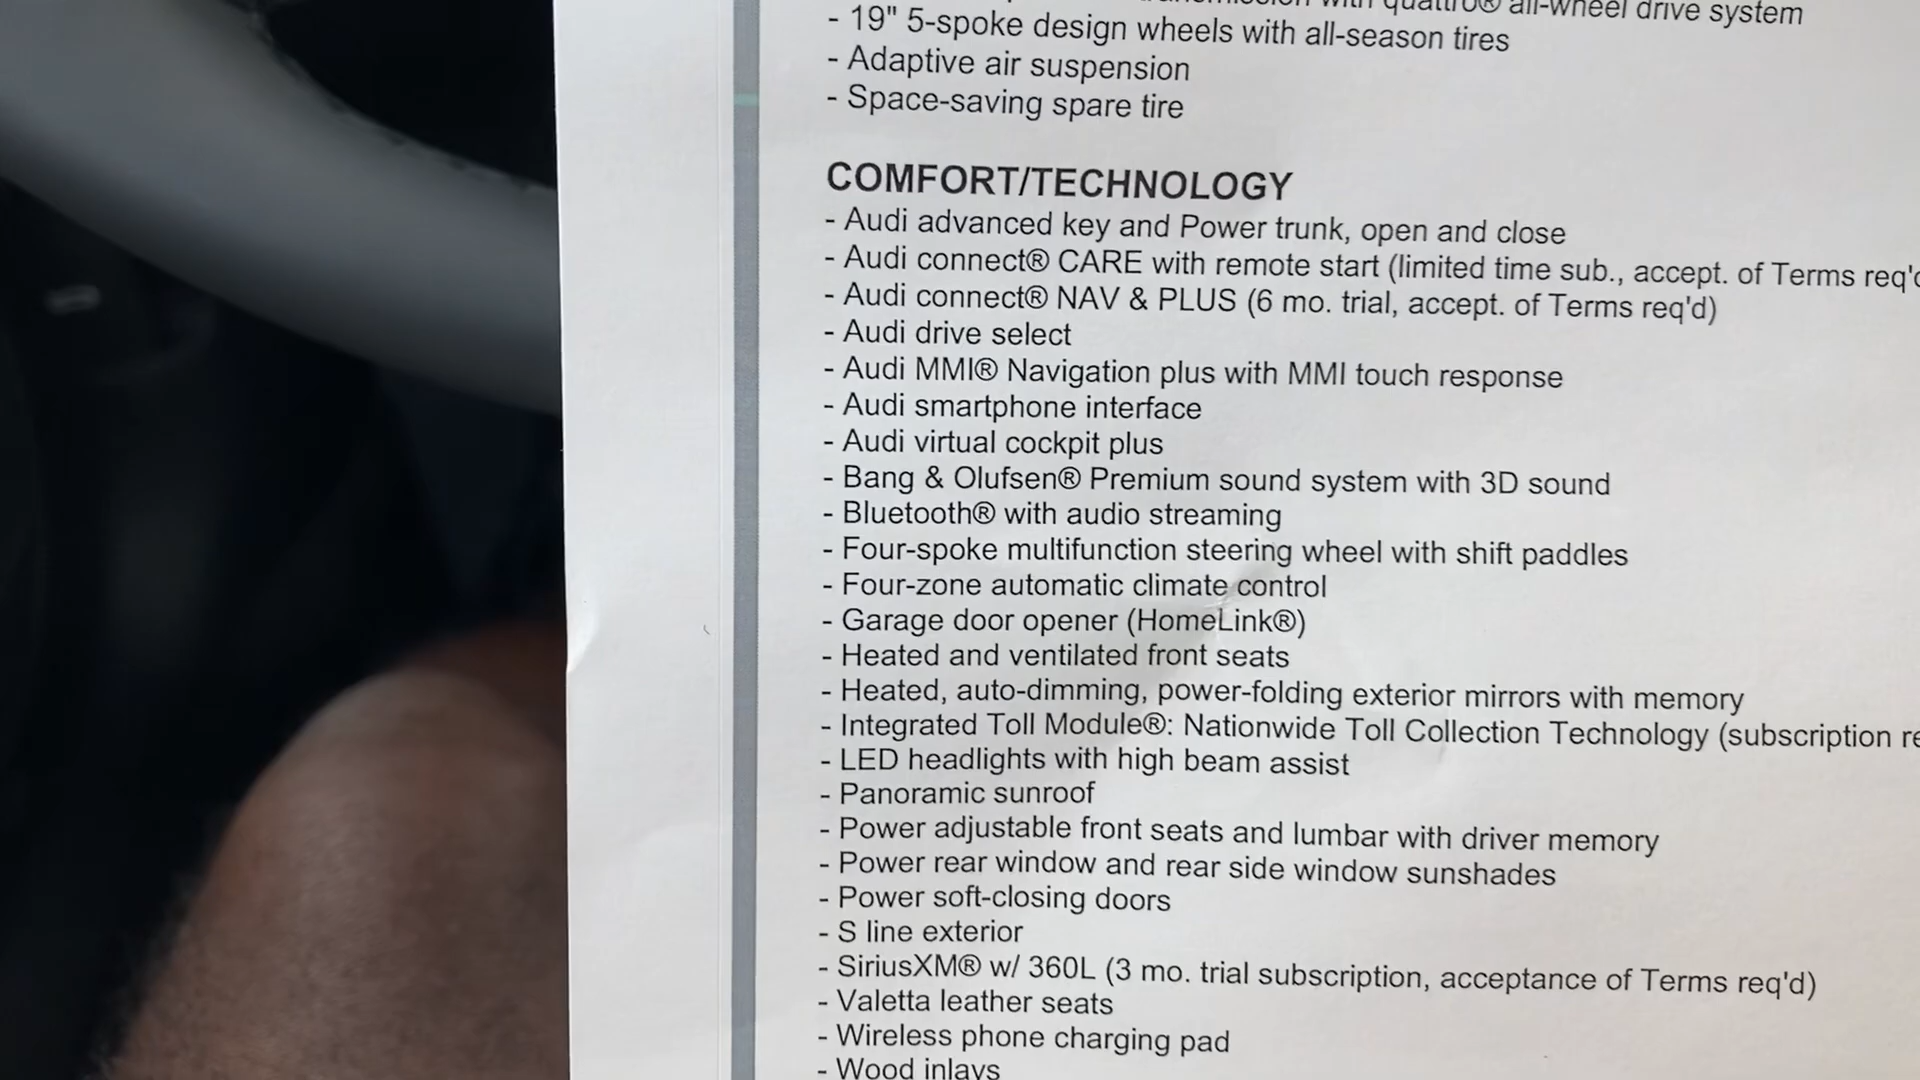 with quattro® all-wheel drive system
- 19" 5-spoke design wheels with all-season tires
- Adaptive air suspension
- Space-saving spare tire
COMFORT/TECHNOLOGY
- Audi advanced key and Power trunk, open and close
- Audi connect® CARE with remote start (limited time sub., accept. of Terms req'd
- Audi connect® NAV & PLUS (6 mo. trial, accept. of Terms req'd)
- Audi drive select
- Audi MMI® Navigation plus with MMI touch response
- Audi smartphone interface
- Audi virtual cockpit plus
- Bang & Olufsen® Premium sound system with 3D sound
- Bluetooth® with audio streaming
- Four-spoke multifunction steering wheel with shift paddles
- Four-zone automatic climate control
- Garage door opener (HomeLink®)
- Heated and ventilated front seats
- Heated, auto-dimming, power-folding exterior mirrors with memory
- Integrated Toll Module®: Nationwide Toll Collection Technology (subscription
- LED headlights with high beam assist
- Panoramic sunroof
- Power adjustable front seats and lumbar with driver memory
- Power rear window and rear side window sunshades
- Power soft-closing doors
- S line exterior
- SiriusXM® w/ 360L (3 mo. trial subscription, acceptance of Terms req'd)
- Valetta leather seats
- Wireless phone charging pad
- Wood inlays